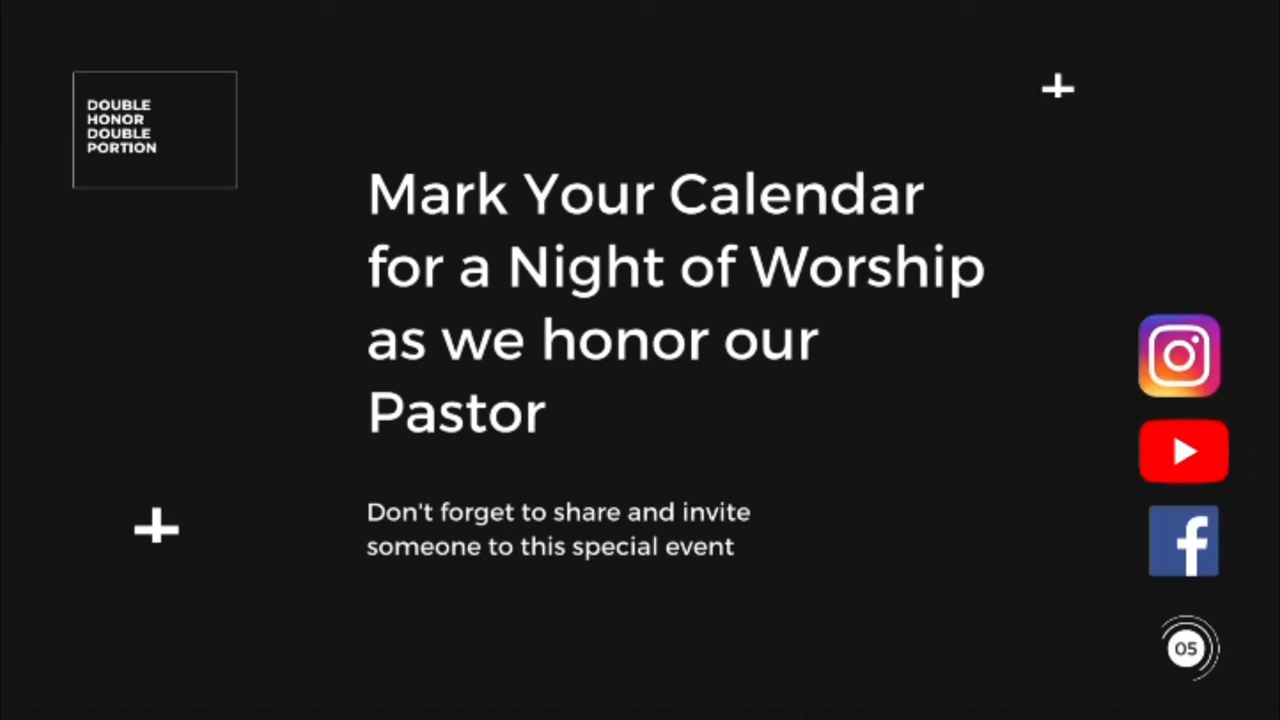 DOUBLE
HONOR
DOUBLE
PORTION
Mark Your Calendar
for a Night of Worship
as we honor our
Pastor
Don't forget to share and invite
someone to this special event
05